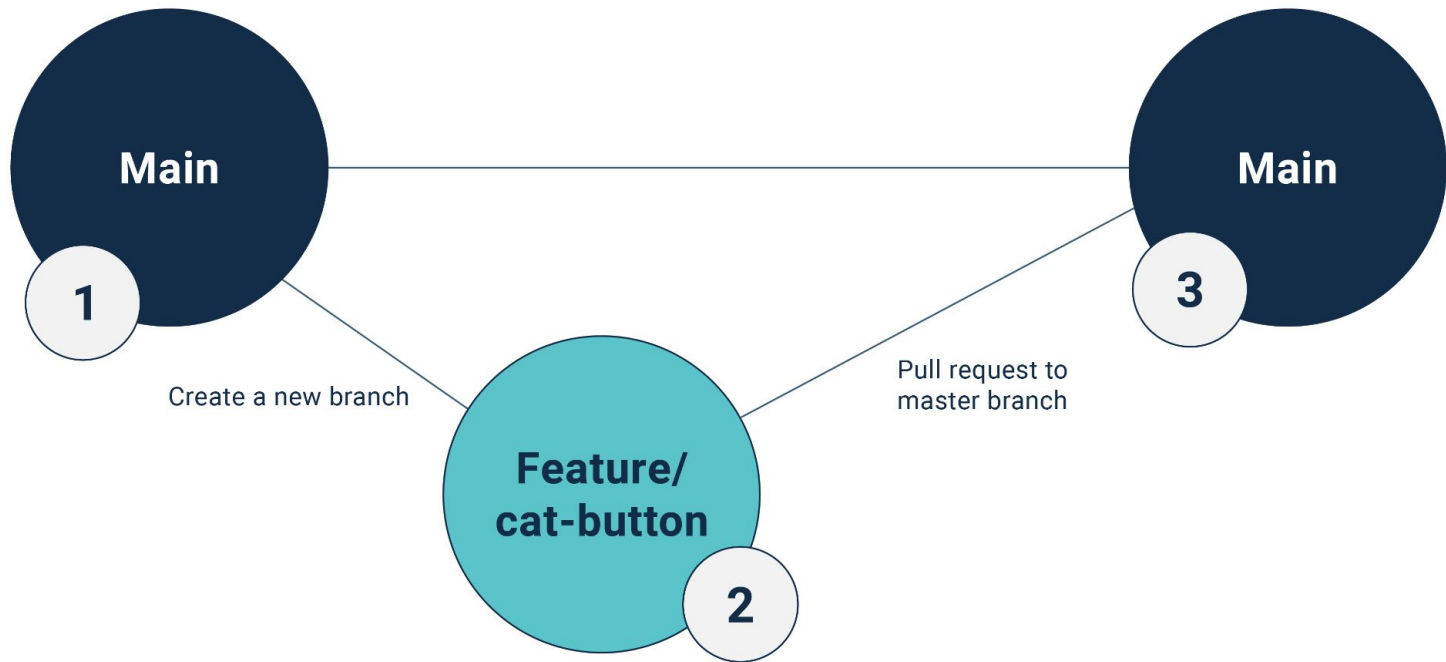 Main
Main
1
3
Create a new branch
Pull request to
master branch
Feature/
cat-button
2